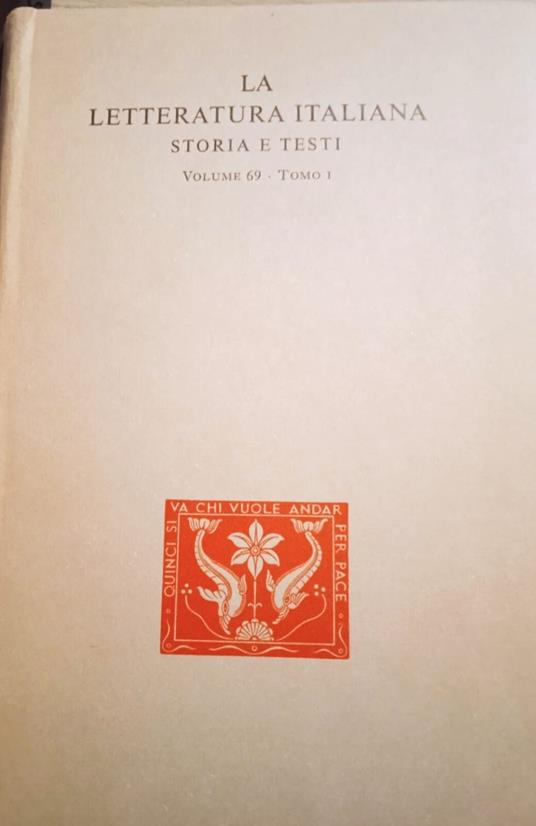 LA
LETTERATURA ITALIANA
STORIA E TESTI
VOLUME 69 · TOMO I
QUINCI SI
VA CHI VUOLE ANDAR
PER PACE